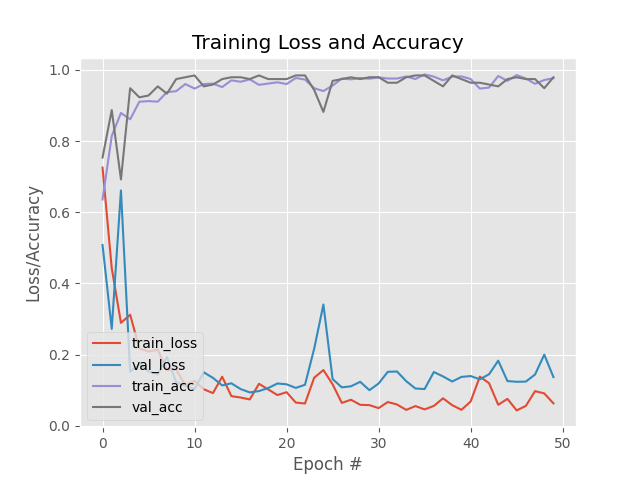 Training Loss and Accuracy
1.0
0.8
0.6
0.4
0.2
0.0
Loss/Accuracy
train_loss
val_loss
train_acc
val_acc
0
10
20
30
40
50
Epoch #